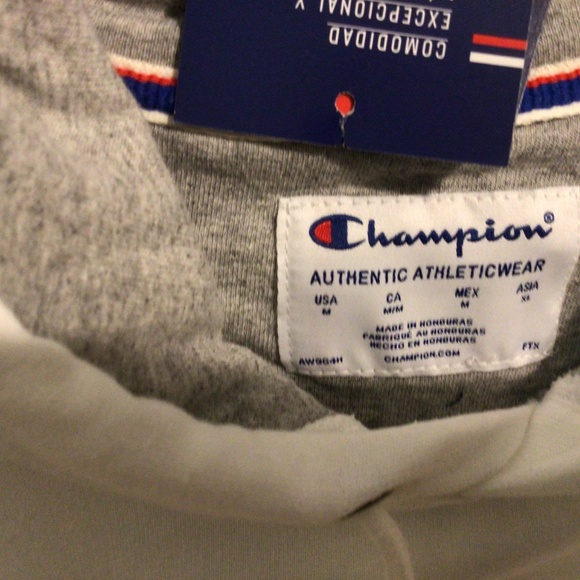 COMODIDAD
EXCEPCIONAL Y
Champion®
AUTHENTIC ATHLETICWEAR
USA CA MEX ASIA
M M/M M XL
MADE IN HONDURAS
FABRIQUÉ AU HONDURAS
HECHO EN HONDURAS
AW904H CHAMPION.COM FTX